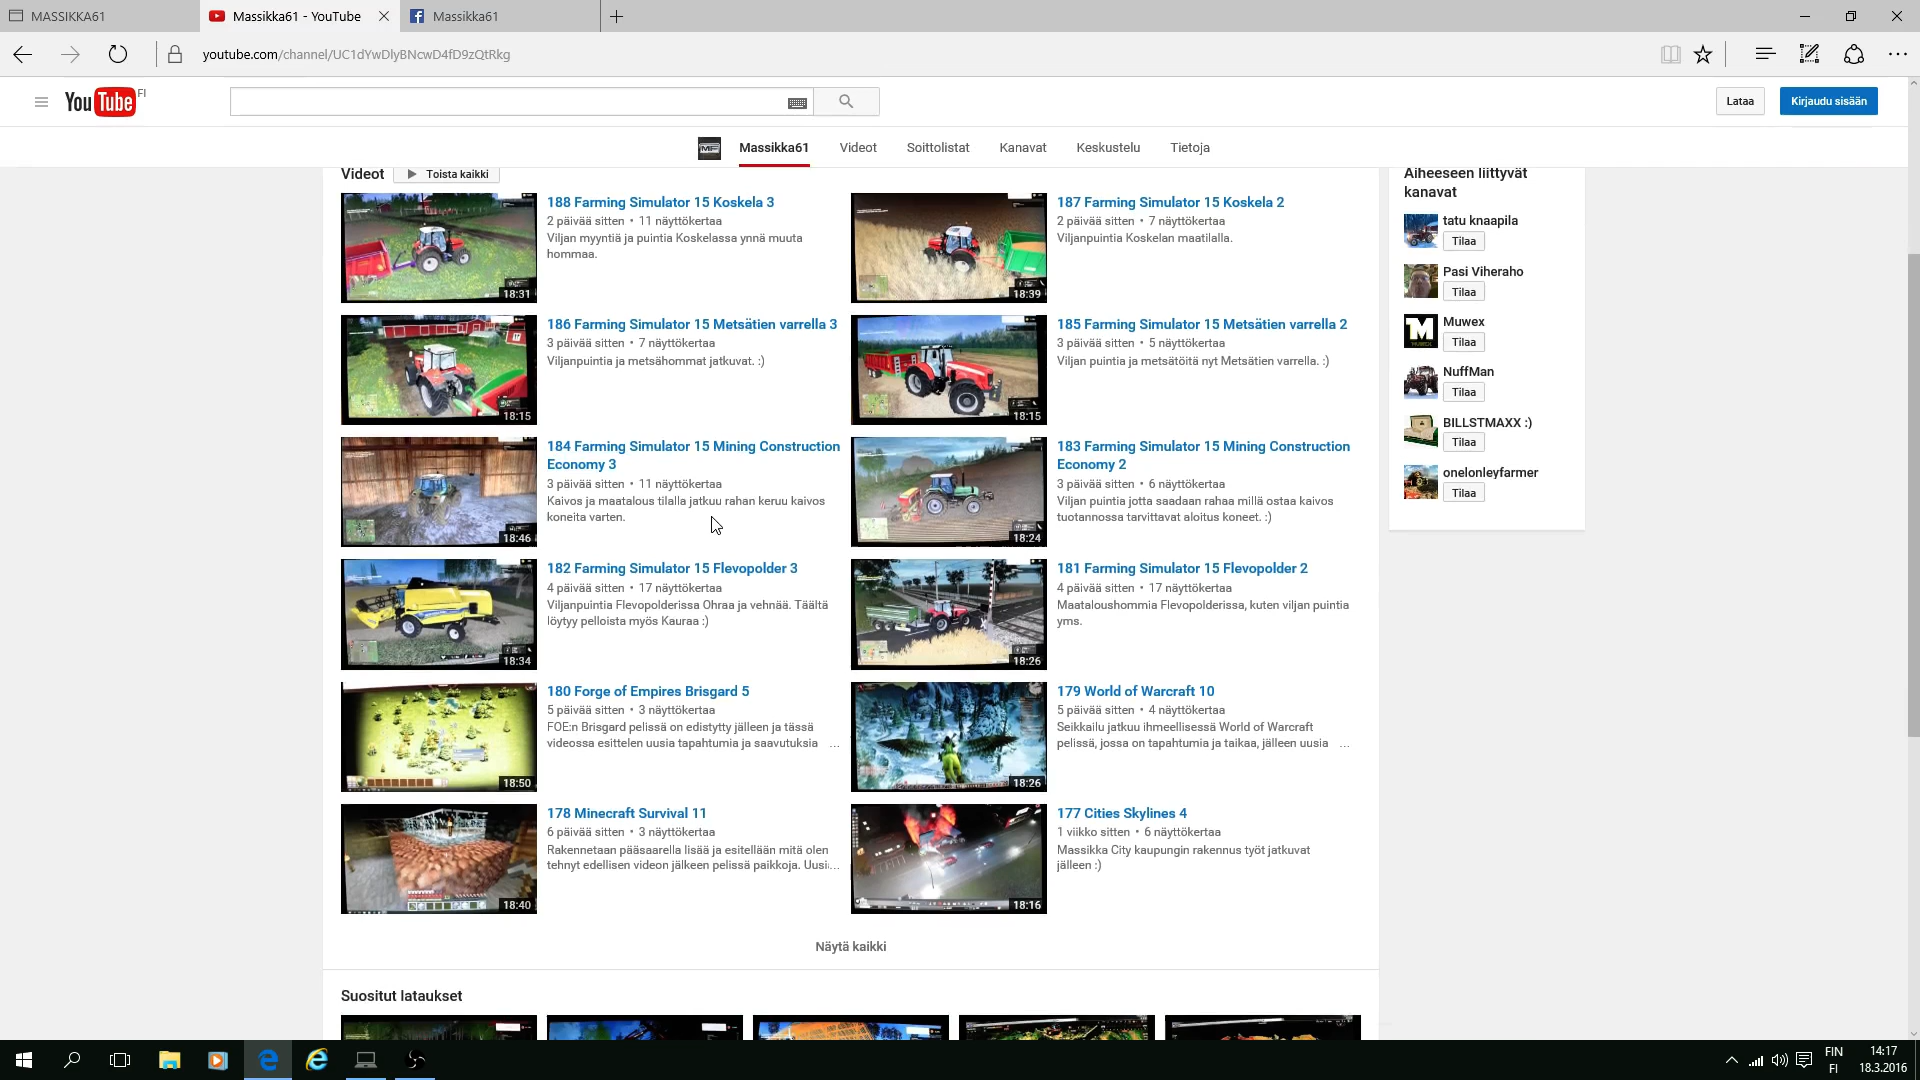 MASSIKKA61
Massikka61 - YouTube
Massikka61
youtube.com/channel/UC1dYwDlyBNcwD4fD9zQtRkg
YouTube FI
Lataa
Kirjaudu sisään
Massikka61
Videot
Soittolistat
Kanavat
Keskustelu
Tietoja
Videot
Toista kaikki
188 Farming Simulator 15 Koskela 3
2 päivää sitten • 11 näyttökertaa
Viljan myyntiä ja puintia Koskelassa ynnä muuta
hommaa.
18:31
187 Farming Simulator 15 Koskela 2
2 päivää sitten • 7 näyttökertaa
Viljanpuintia Koskelan maatilalla.
18:39
186 Farming Simulator 15 Metsätien varrella 3
3 päivää sitten • 7 näyttökertaa
Viljanpuintia ja metsähommat jatkuvat. :)
18:15
185 Farming Simulator 15 Metsätien varrella 2
3 päivää sitten • 5 näyttökertaa
Viljan puintia ja metsätöitä nyt Metsätien varrella. :)
18:15
184 Farming Simulator 15 Mining Construction
Economy 3
3 päivää sitten • 11 näyttökertaa
Kaivos ja maatalous tilalla jatkuu rahan keruu kaivos
koneita varten.
18:46
183 Farming Simulator 15 Mining Construction
Economy 2
3 päivää sitten • 6 näyttökertaa
Viljan puintia jotta saadaan rahaa millä ostaa kaivos
tuotannossa tarvittavat aloitus koneet. :)
18:24
182 Farming Simulator 15 Flevopolder 3
4 päivää sitten • 17 näyttökertaa
Viljanpuintia Flevopolderissa Ohraa ja vehnää. Täältä
löytyy pelloista myös Kauraa :)
18:34
181 Farming Simulator 15 Flevopolder 2
4 päivää sitten • 17 näyttökertaa
Maataloushommia Flevopolderissa, kuten viljan puintia
yms.
18:26
180 Forge of Empires Brisgard 5
5 päivää sitten • 3 näyttökertaa
FOE:n Brisgard pelissä on edistytty jälleen ja tässä
videossa esittelen uusia tapahtumia ja saavutuksia ...
18:50
179 World of Warcraft 10
5 päivää sitten • 4 näyttökertaa
Seikkailu jatkuu ihmeellisessä World of Warcraft
pelissä, jossa on tapahtumia ja taikaa, jälleen uusia ...
18:26
178 Minecraft Survival 11
6 päivää sitten • 3 näyttökertaa
Rakennetaan pääsaarella lisää ja esitellään mitä olen
tehnyt edellisen videon jälkeen pelissä paikkoja. Uusi...
18:40
177 Cities Skylines 4
1 viikko sitten • 6 näyttökertaa
Massikka City kaupungin rakennus työt jatkuvat
jälleen :)
18:16
Näytä kaikki
Suositut lataukset
Aiheeseen liittyvät
kanavat
tatu knaapila
Tilaa
Pasi Viheraho
Tilaa
Muwex
Tilaa
NuffMan
Tilaa
BILLSTMAXX :)
Tilaa
onelonleyfarmer
Tilaa
FIN
FI
14:17
18.3.2016